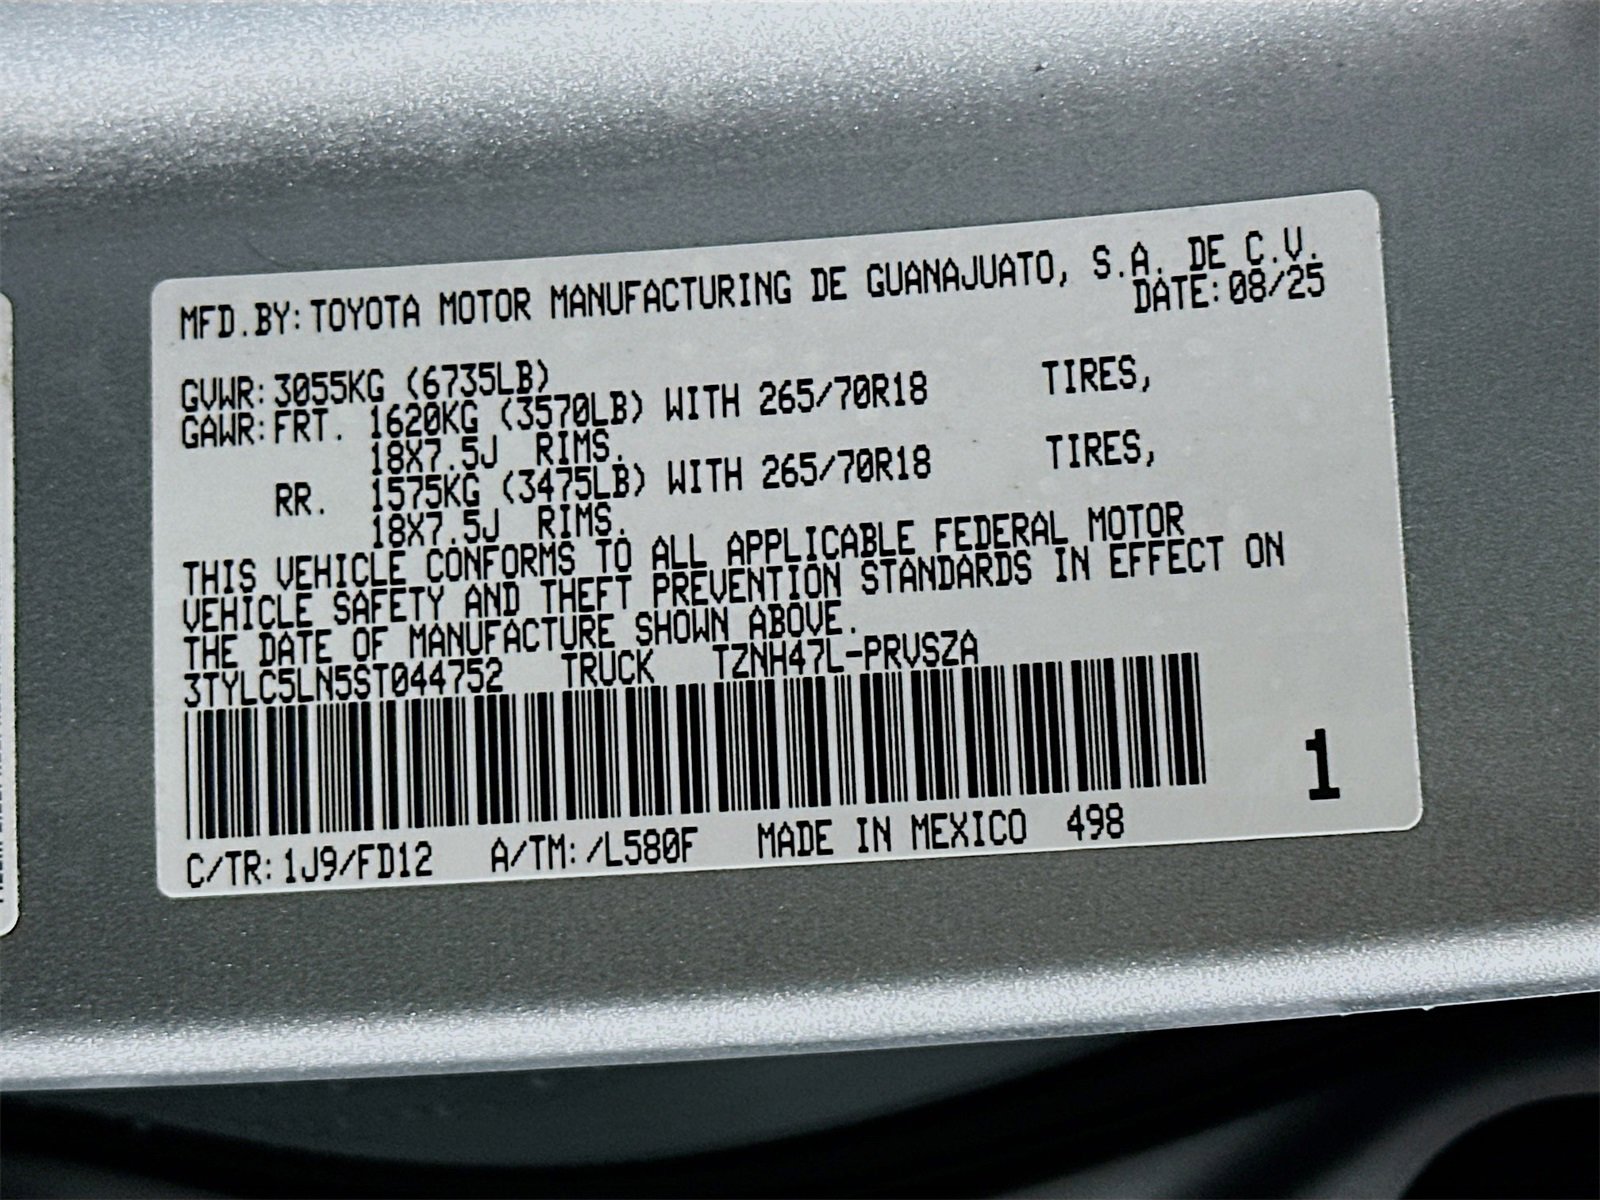 MFD.BY:TOYOTA MOTOR MANUFACTURING DE GUANAJUATO, S.A. DE C.V.
DATE:08/25
GVWR:3055KG (6735LB)
GAWR:FRT. 1620KG (3570LB) WITH 265/70R18 TIRES,
18X7.5J RIMS.
RR. 1575KG (3475LB) WITH 265/70R18 TIRES,
18X7.5J RIMS.
THIS VEHICLE CONFORMS TO ALL APPLICABLE FEDERAL MOTOR
VEHICLE SAFETY AND THEFT PREVENTION STANDARDS IN EFFECT ON
THE DATE OF MANUFACTURE SHOWN ABOVE.
3TYLC5LN5ST044752 TRUCK TZNH47L-PRVSZA
1
C/TR:1J9/FD12 A/TM:/L580F MADE IN MEXICO 498